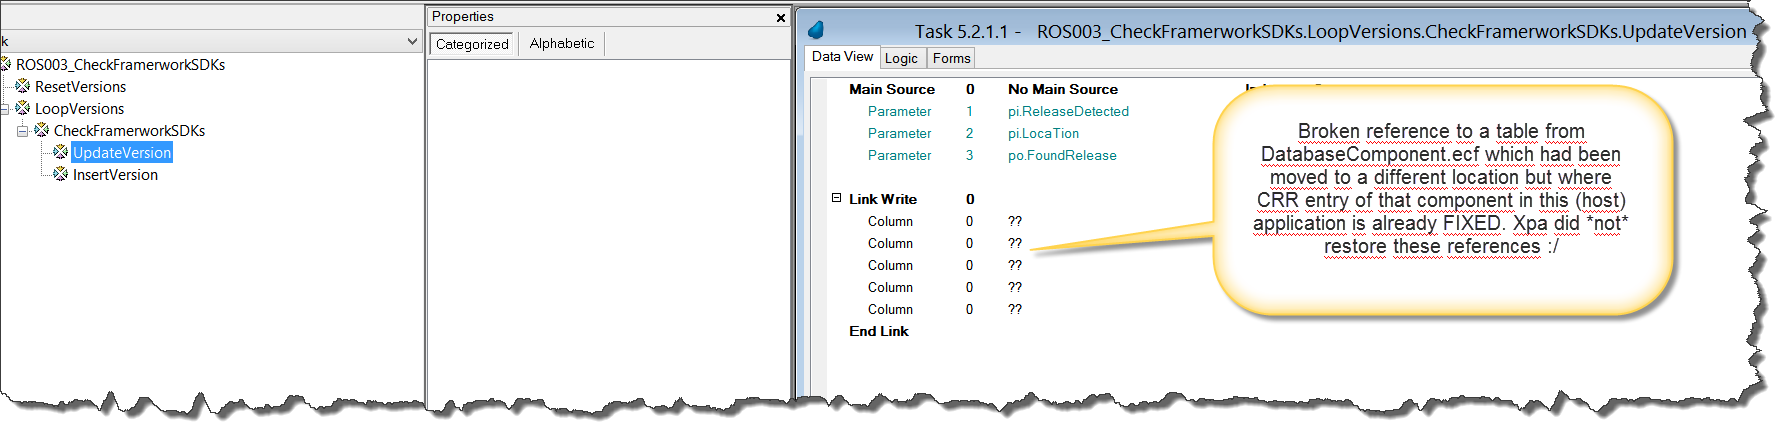 k
ROS003_CheckFramerworkSDKs
ResetVersions
LoopVersions
CheckFramerworkSDKs
UpdateVersion
InsertVersion
Properties
Categorized Alphabetic
Task 5.2.1.1 - ROS003_CheckFramerworkSDKs.LoopVersions.CheckFramerworkSDKs.UpdateVersion
Data View Logic Forms
Main Source 0 No Main Source
Parameter 1 pi.ReleaseDetected
Parameter 2 pi.LocaTion
Parameter 3 po.FoundRelease
Link Write 0
Column 0 ??
Column 0 ??
Column 0 ??
Column 0 ??
Column 0 ??
End Link
Broken reference to a table from
DatabaseComponent.ecf which had been
moved to a different location but where
CRR entry of that component in this (host)
application is already FIXED. Xpa did *not*
restore these references :/